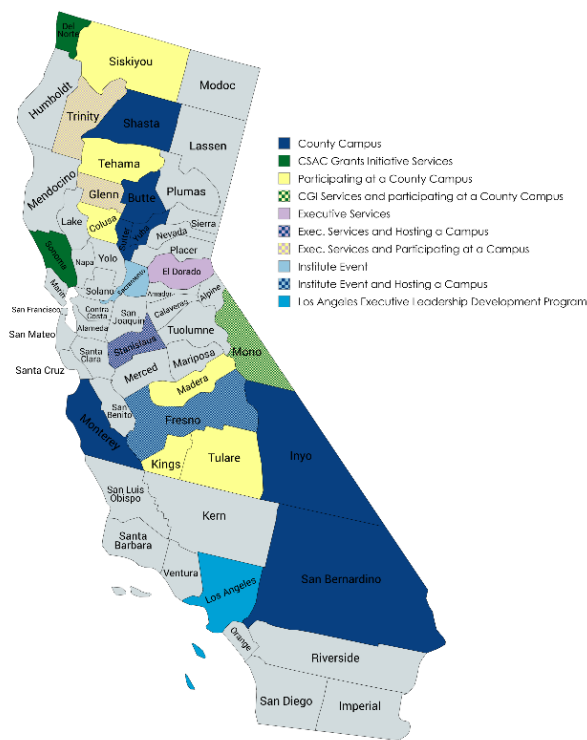 Del Norte
Siskiyou
Modoc
Humboldt
Trinity
Shasta
Lassen
Tehama
Mendocino
Glenn
Butte
Plumas
Colusa
Lake
Sutter
Yuba
Nevada
Sierra
Placer
Sonoma
Napa
Yolo
El Dorado
Sacramento
Solano
Amador
Alpine
Marin
Contra
Costa
San
Joaquin
Calaveras
San Francisco
Alameda
Tuolumne
Mono
San Mateo
Santa
Clara
Stanislaus
Mariposa
Santa Cruz
Merced
Madera
San
Benito
Fresno
Monterey
Kings
Tulare
Inyo
San Luis
Obispo
Kern
Santa
Barbara
Ventura
Los Angeles
San Bernardino
Orange
Riverside
San Diego
Imperial
County Campus
CSAC Grants Initiative Services
Participating at a County Campus
CGI Services and participating at a County Campus
Executive Services
Exec. Services and Hosting a Campus
Exec. Services and Participating at a Campus
Institute Event
Institute Event and Hosting a Campus
Los Angeles Executive Leadership Development Program